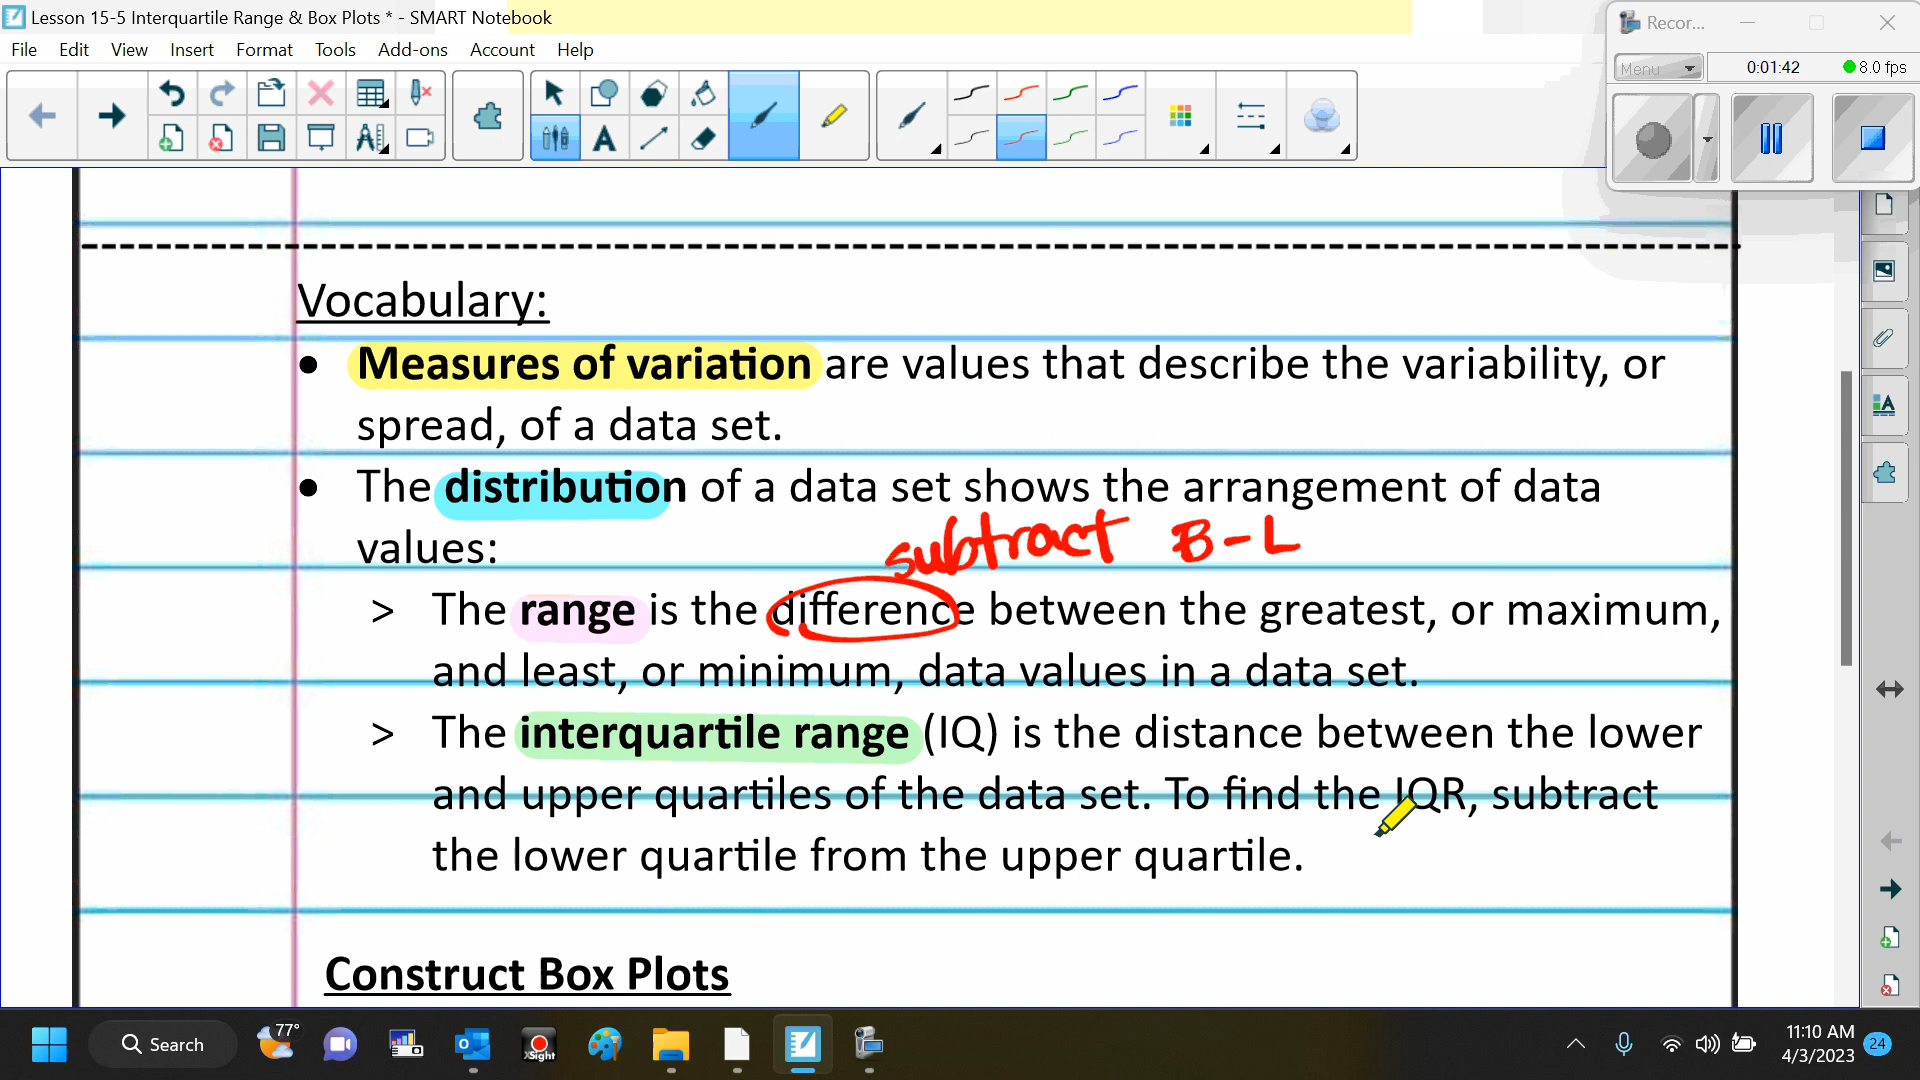 Lesson 15-5 Interquartile Range & Box Plots * - SMART Notebook
Recor...
File Edit View Insert Format Tools Add-ons Account Help
Menu
0:01:42
8.0 fps
Vocabulary:
• Measures of variation are values that describe the variability, or
spread, of a data set.
• The distribution of a data set shows the arrangement of data
values:
subtract B-L
> The range is the difference between the greatest, or maximum,
and least, or minimum, data values in a data set.
> The interquartile range (IQ) is the distance between the lower
and upper quartiles of the data set. To find the IQR, subtract
the lower quartile from the upper quartile.
Construct Box Plots
77°
Search
XSight
11:10 AM
4/3/2023
24